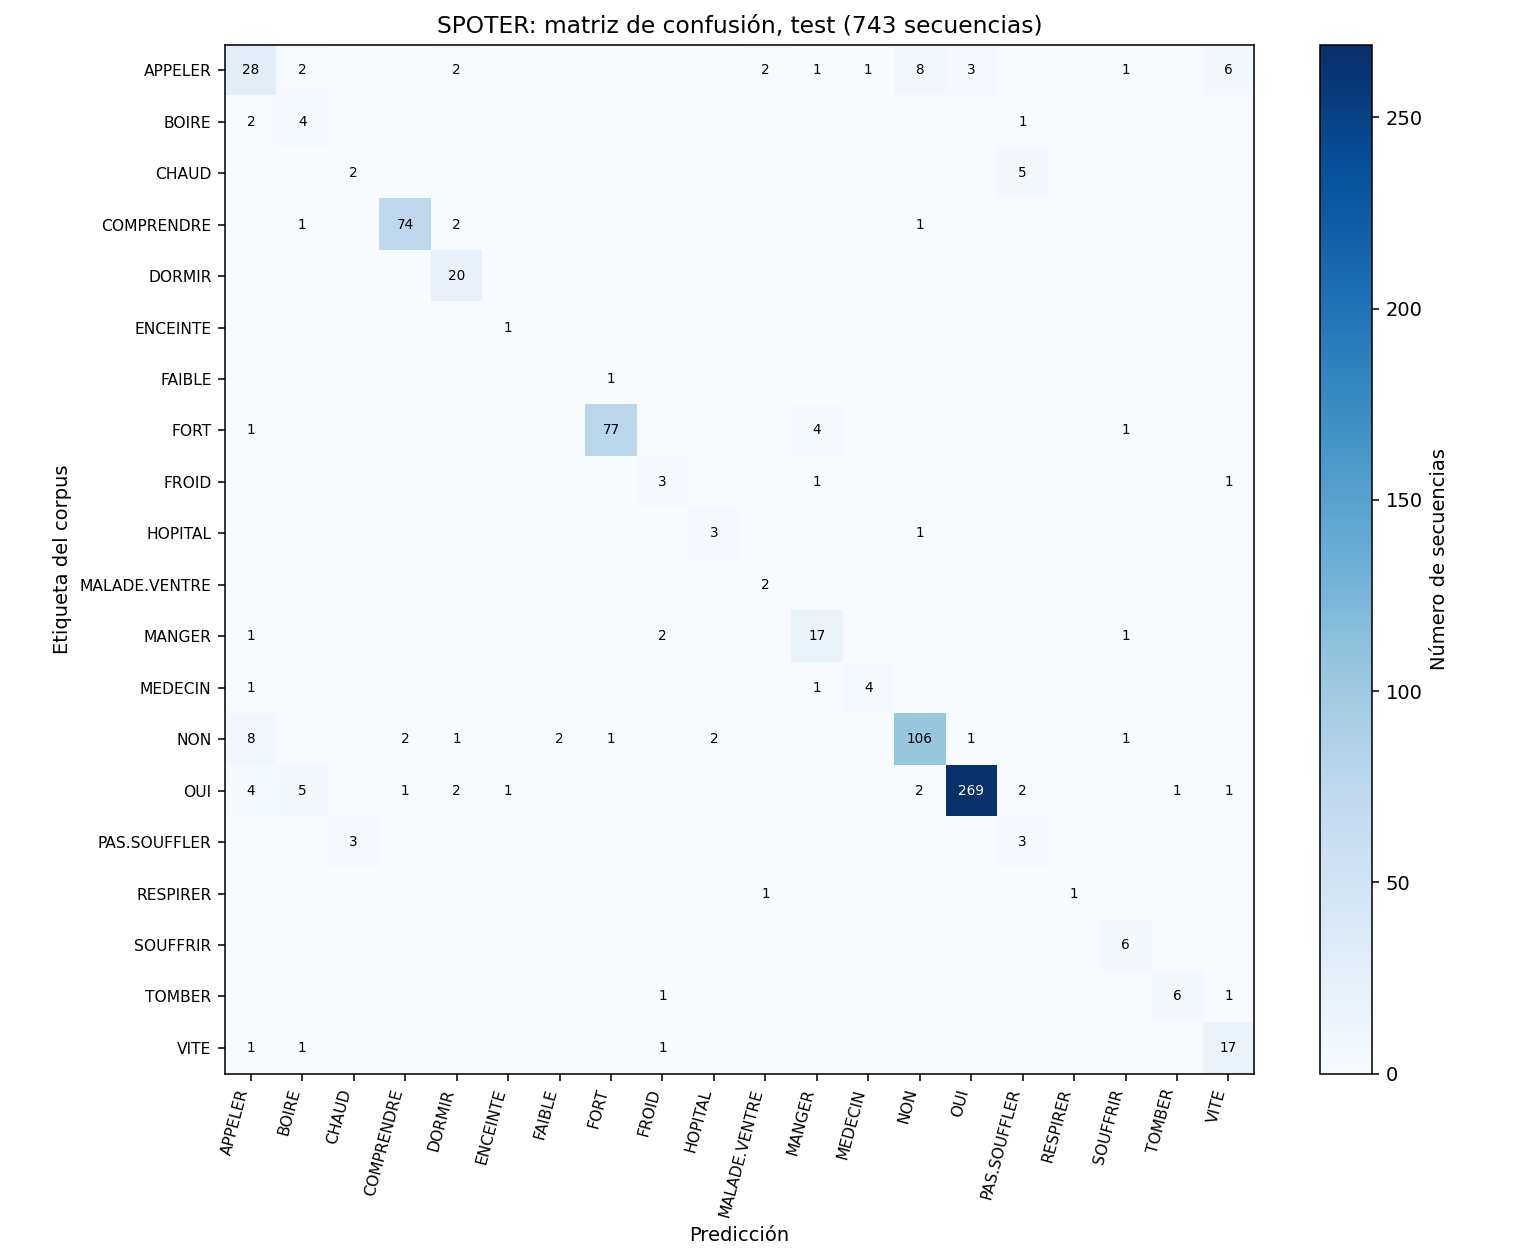 SPOTER: matriz de confusión, test (743 secuencias)
APPELER 28 2 2 2 1 1 8 3 1 6
BOIRE 2 4 1
CHAUD 2 5
COMPRENDRE 1 74 2 1
DORMIR 20
ENCEINTE 1
FAIBLE 1
FORT 1 77 4 1
FROID 3 1 1
HOPITAL 3 1
MALADE.VENTRE 2
MANGER 1 2 17 1
MEDECIN 1 1 4
NON 8 2 1 2 1 2 106 1 1
OUI 4 5 1 2 1 2 269 2 1 1
PAS.SOUFFLER 3 3
RESPIRER 1 1
SOUFFRIR 6
TOMBER 1 6 1
VITE 1 1 1 17
Etiqueta del corpus
APPELER BOIRE CHAUD COMPRENDRE DORMIR ENCEINTE FAIBLE FORT FROID HOPITAL MALADE.VENTRE MANGER MEDECIN NON OUI PAS.SOUFFLER RESPIRER SOUFFRIR TOMBER VITE
Predicción
250
200
150
100
50
0
Número de secuencias